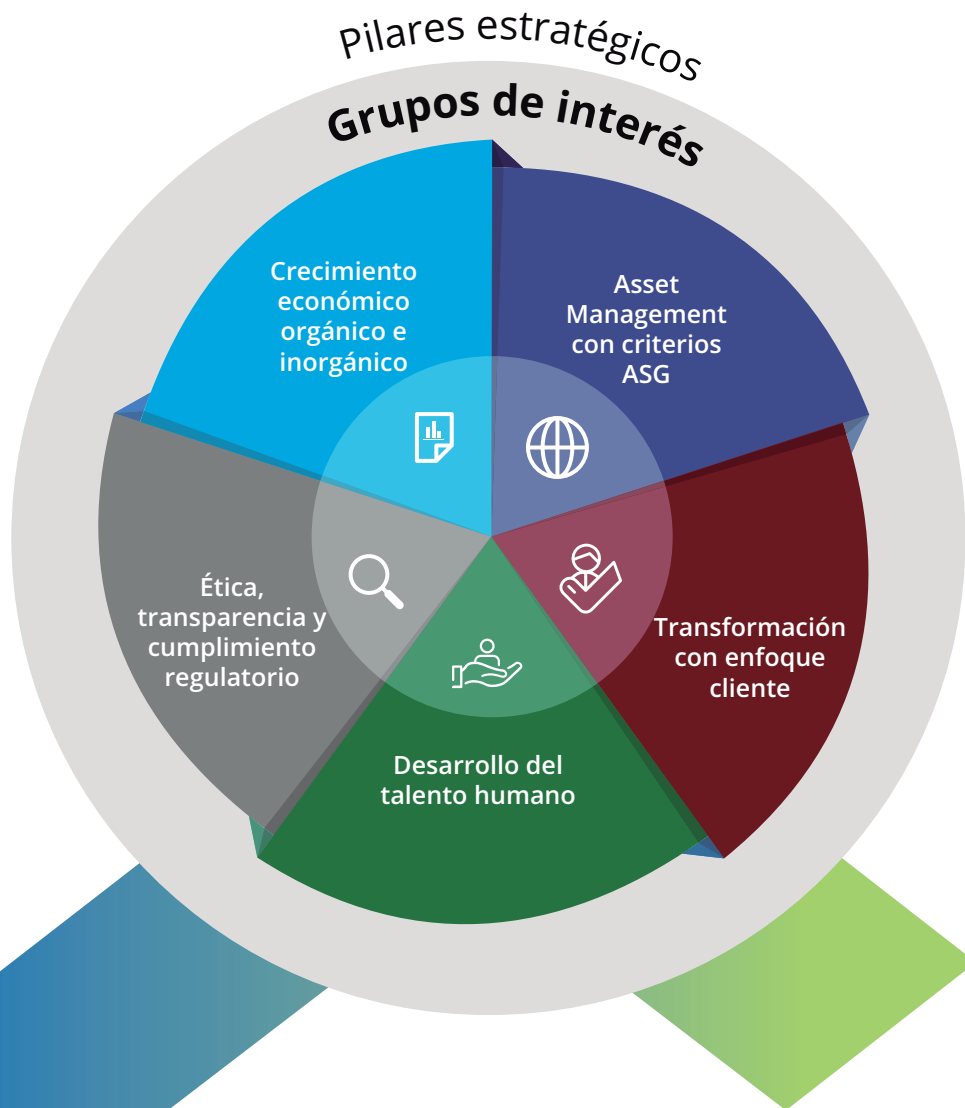 Pilares estratégicos
Grupos de interés
Crecimiento
económico
orgánico e
inorgánico
Asset
Management
con criterios
ASG
Ética,
transparencia y
cumplimiento
regulatorio
Transformación
con enfoque
cliente
Desarrollo del
talento humano